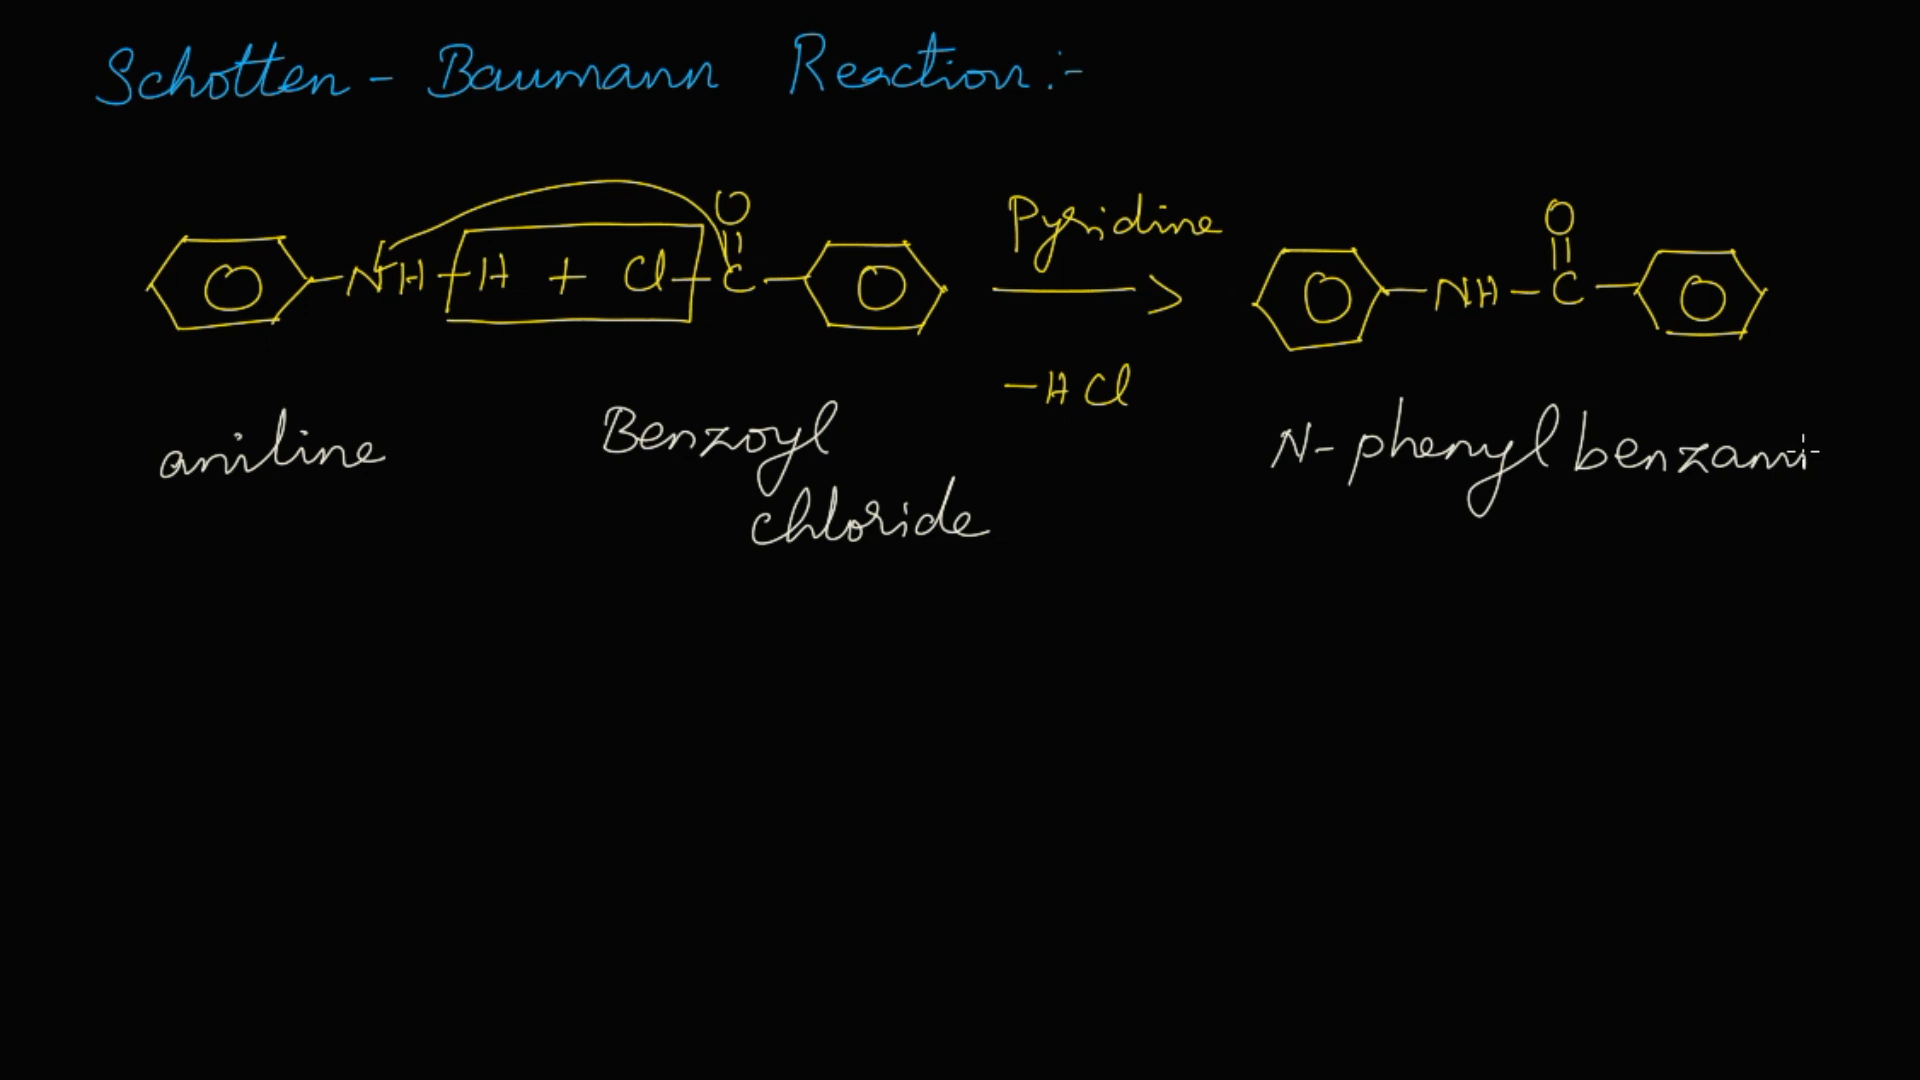 Schotten - Baumann Reaction :-
O O
NH - H + Cl - C Pyridine NH - C
- HCl
aniline Benzoyl N- phenyl benzami
chloride